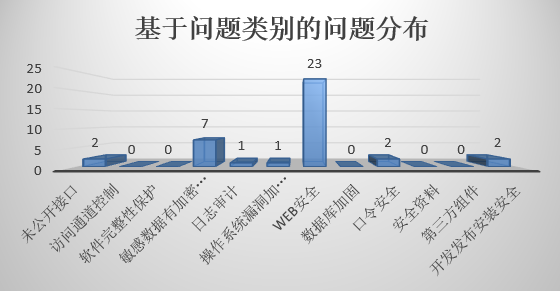 基于问题类别的问题分布
25
20
15
10
5
0
2
0
0
7
1
1
23
0
2
0
0
2
未公开接口
访问通道控制
软件完整性保护
敏感数据有加密…
日志审计
操作系统漏洞加…
WEB安全
数据库加固
口令安全
安全资料
第三方组件
开发发布安装安全